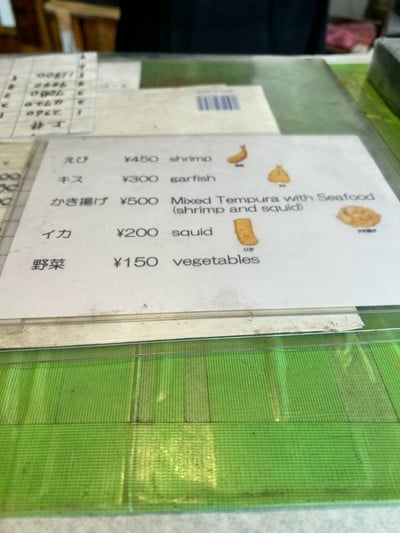 えび ¥450 shrimp
キス ¥300 garfish
かき揚げ ¥500 Mixed Tempura with Seafood
(shrimp and squid)
イカ ¥200 squid
野菜 ¥150 vegetables